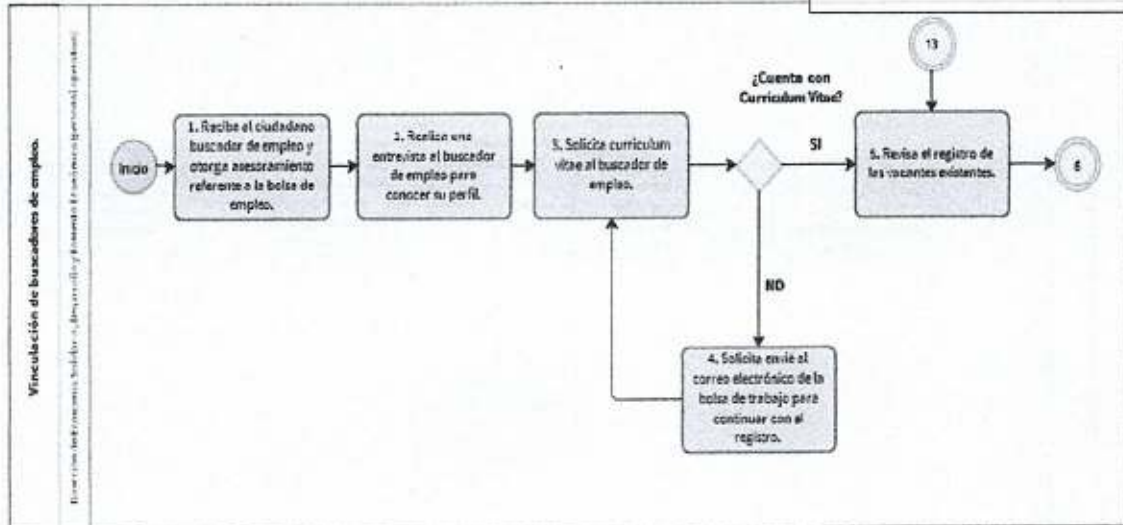 Vinculación de buscadores de empleo.
Inicio
1. Recibe al ciudadano
buscador de empleo y
otorga asesoramiento
referente a la bolsa de
empleo.
2. Realiza una
entrevista al buscador
de empleo para
conocer su perfil.
3. Solicita curriculum
vitae al buscador de
empleo.
¿Cuenta con
Curriculum Vitae?
SI
NO
4. Solicita envie al
correo electrónico de la
bolsa de trabajo para
continuar con el
registro.
13
5. Revisa el registro de
las vacantes existentes.
6